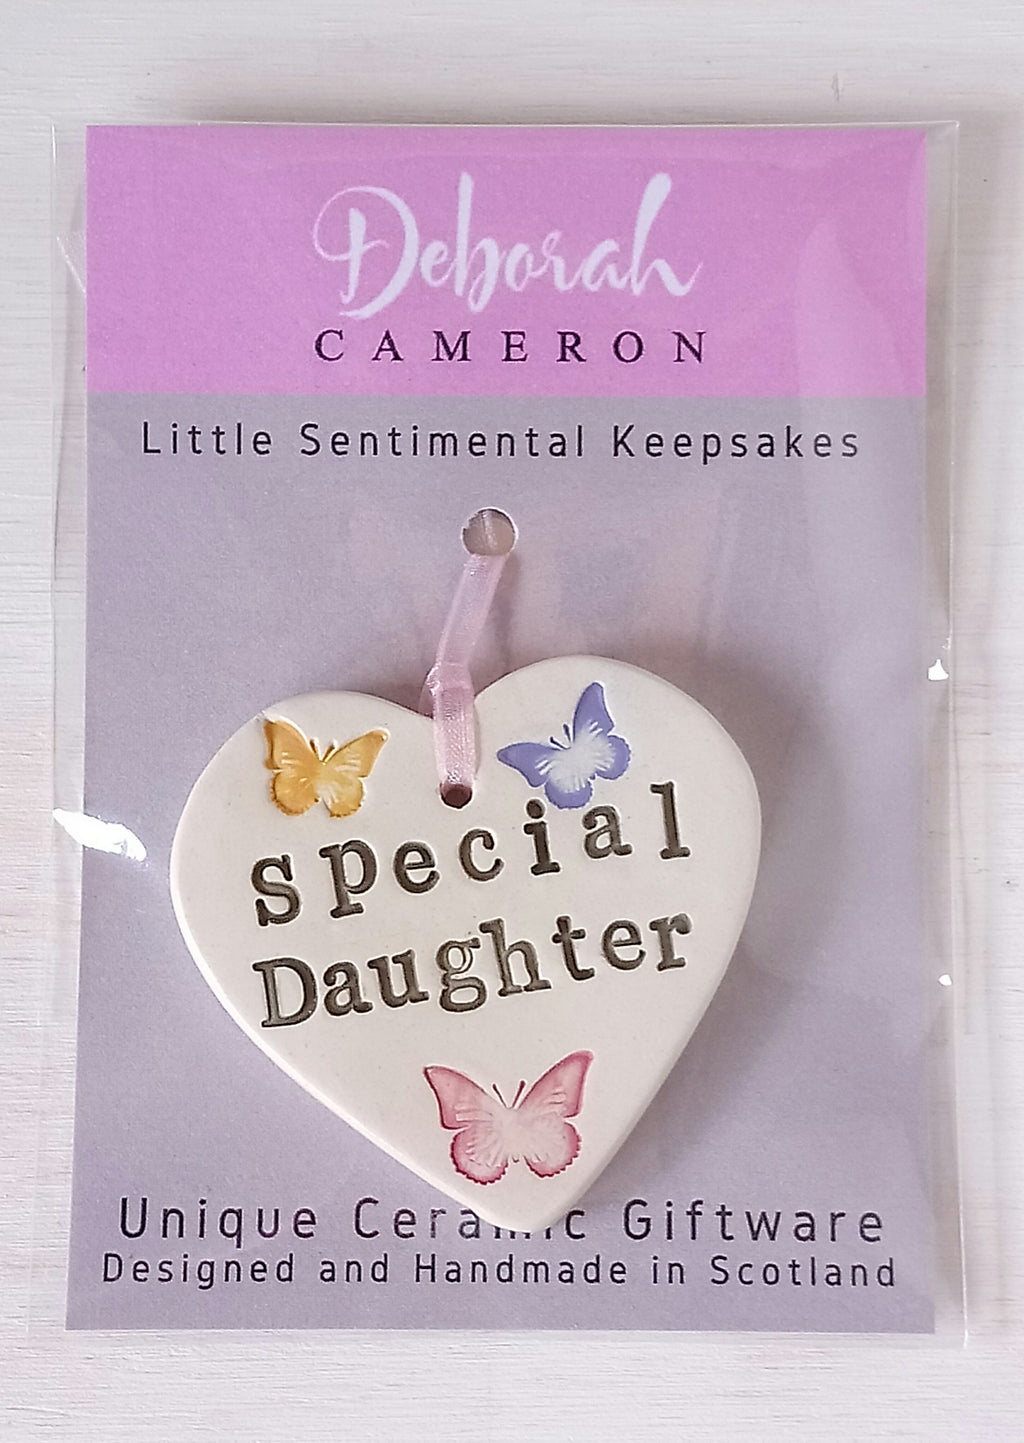 Deborah
CAMERON
Little Sentimental Keepsakes
special
Daughter
Unique Ceramic Giftware
Designed and Handmade in Scotland